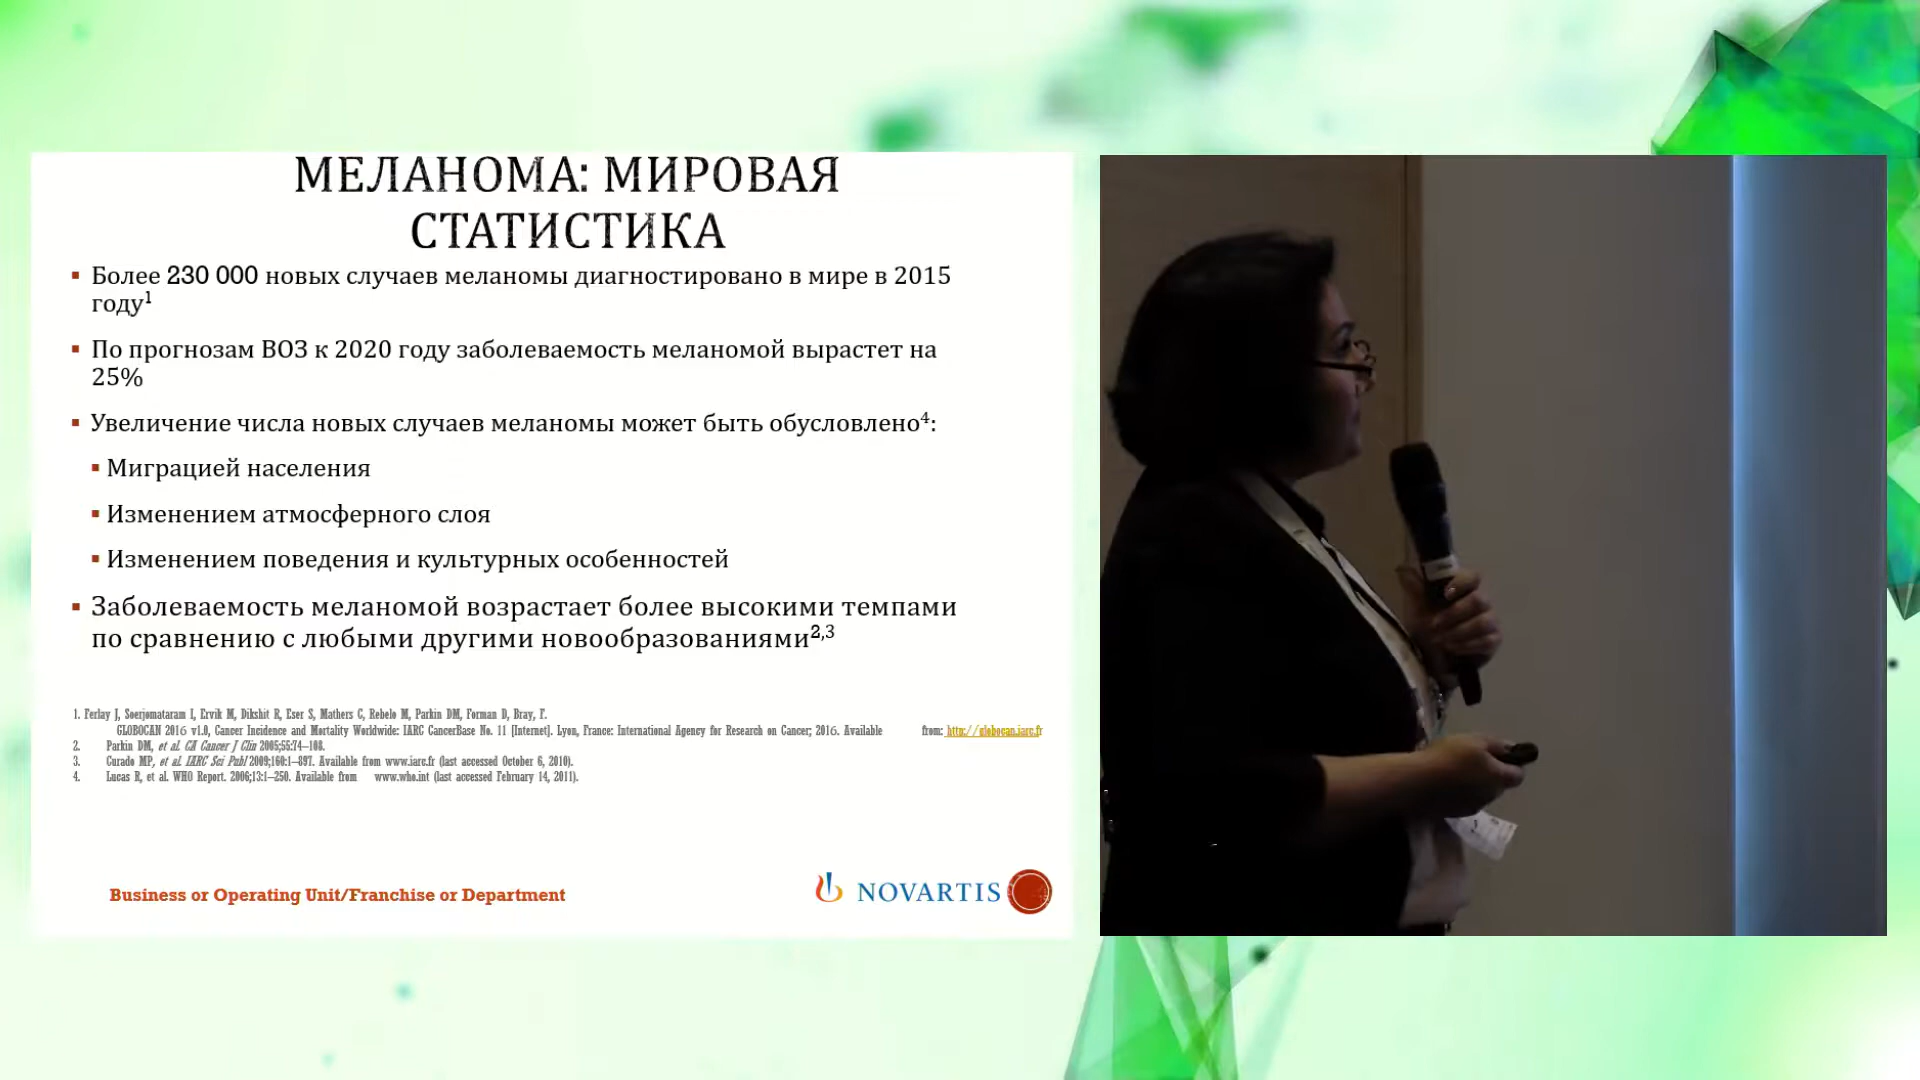 МЕЛАНОМА: МИРОВАЯ
СТАТИСТИКА
▪ Более 230 000 новых случаев меланомы диагностировано в мире в 2015
году¹
▪ По прогнозам ВОЗ к 2020 году заболеваемость меланомой вырастет на
25%
▪ Увеличение числа новых случаев меланомы может быть обусловлено⁴:
▪ Миграцией населения
▪ Изменением атмосферного слоя
▪ Изменением поведения и культурных особенностей
▪ Заболеваемость меланомой возрастает более высокими темпами
по сравнению с любыми другими новообразованиями²,³
1. Ferlay J, Soerjomataram I, Ervik M, Dikshit R, Eser S, Mathers C, Rebelo M, Parkin DM, Forman D, Bray, F.
GLOBOCAN 2016 v1.0, Cancer Incidence and Mortality Worldwide: IARC CancerBase No. 11 [Internet]. Lyon, France: International Agency for Research on Cancer; 2016. Available from: http://globocan.iarc.fr
2. Parkin DM, et al. CA Cancer J Clin 2005;55:74–108.
3. Curado MP, et al. IARC Sci Publ 2009;160:1–897. Available from www.iarc.fr (last accessed October 6, 2010).
4. Lucas R, et al. WHO Report. 2006;13:1–250. Available from www.who.int (last accessed February 14, 2011).
Business or Operating Unit/Franchise or Department
NOVARTIS